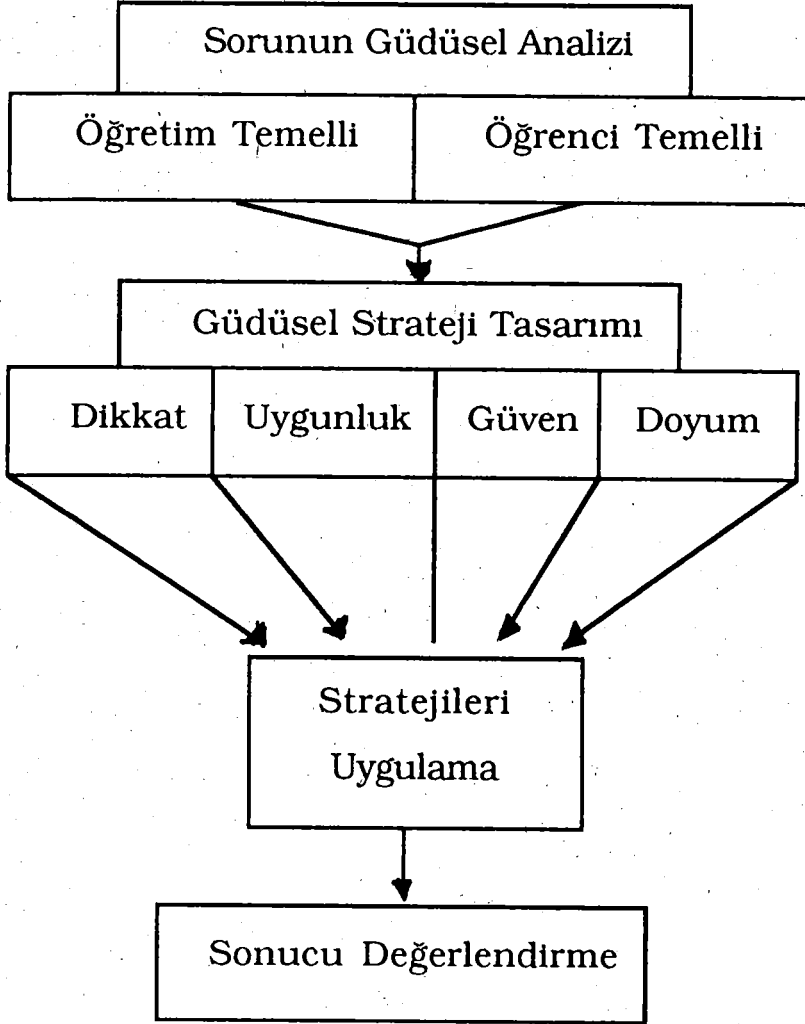 Sorunun Güdüsel Analizi
Öğretim Temelli
Öğrenci Temelli
Güdüsel Strateji Tasarımı
Dikkat
Uygunluk
Güven
Doyum
Stratejileri
Uygulama
Sonucu Değerlendirme